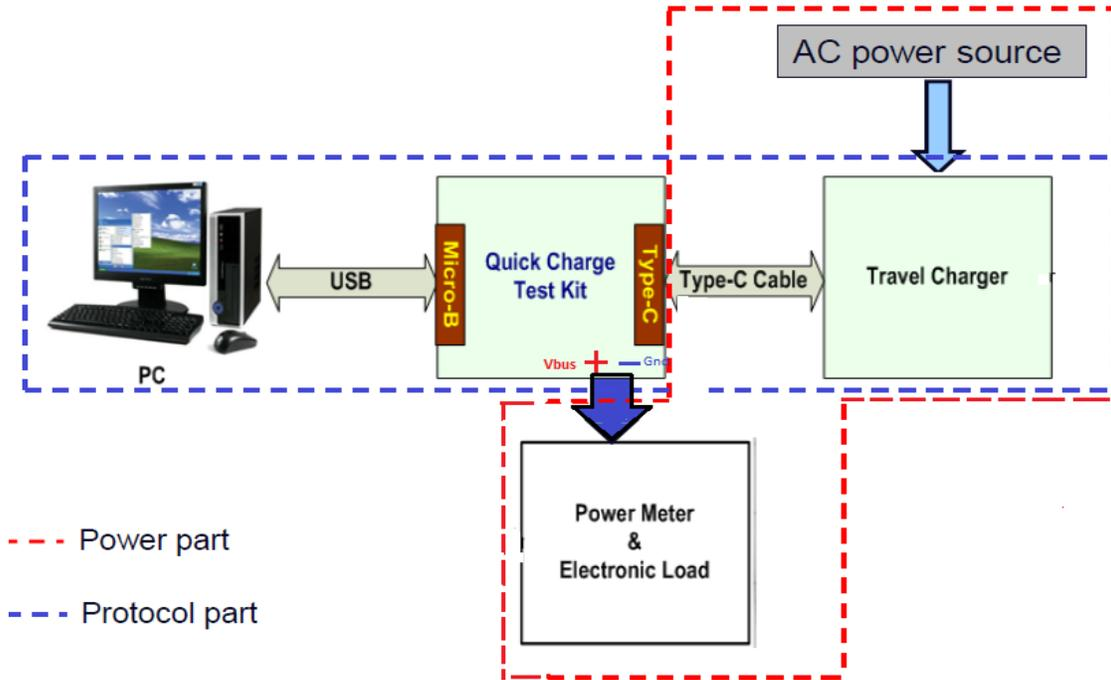 AC power source
PC
USB
Micro-B
Quick Charge
Test Kit
Type-C
Vbus
Gnd
Type-C Cable
Travel Charger
Power Meter
&
Electronic Load
Power part
Protocol part